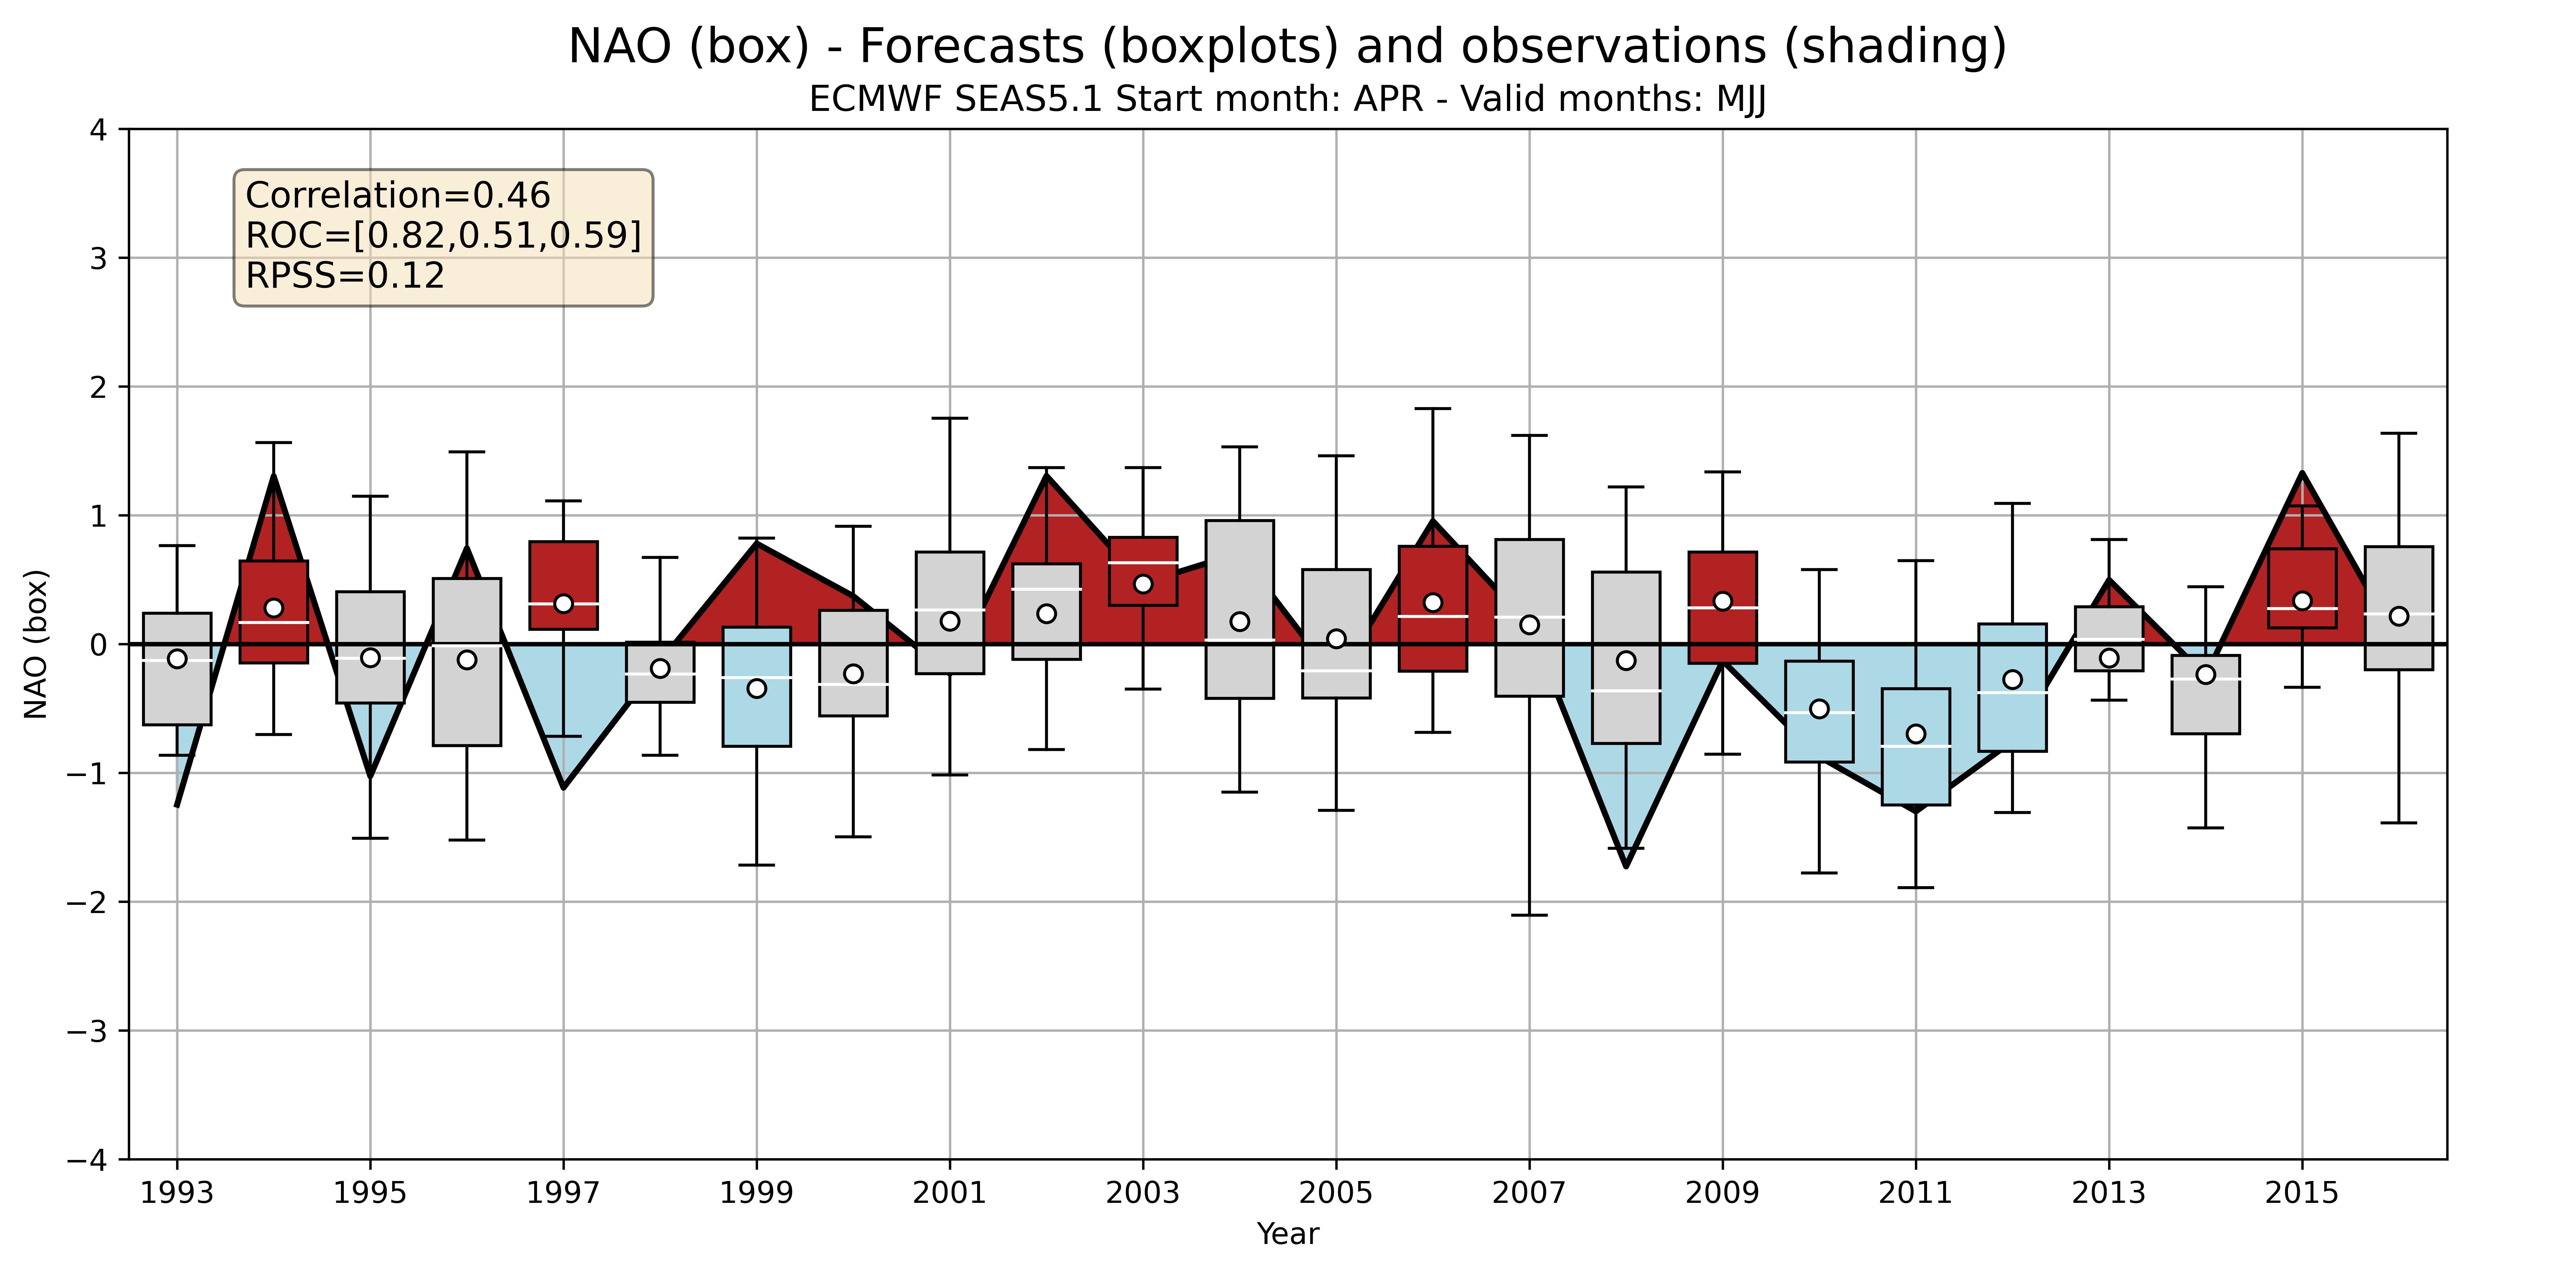 NAO (box) - Forecasts (boxplots) and observations (shading)
ECMWF SEAS5.1 Start month: APR - Valid months: MJJ
Correlation=0.46
ROC=[0.82,0.51,0.59]
RPSS=0.12
NAO (box)
4
3
2
1
0
−1
−2
−3
−4
1993 1995 1997 1999 2001 2003 2005 2007 2009 2011 2013 2015
Year